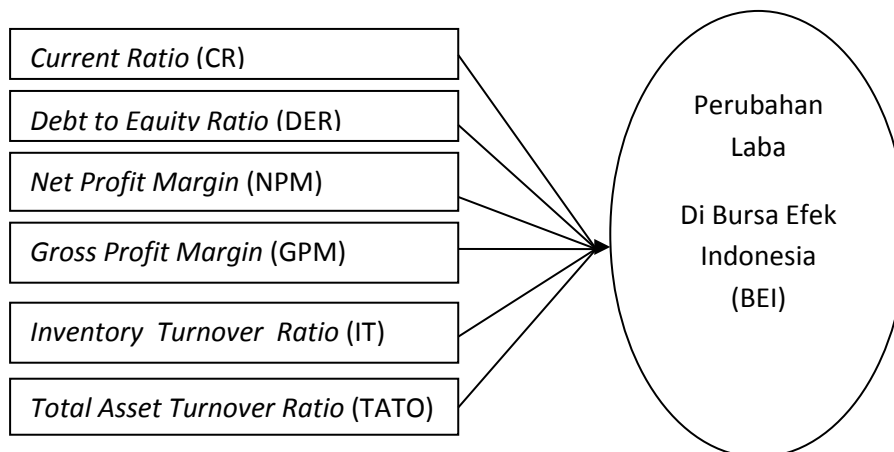 Current Ratio (CR)
Debt to Equity Ratio (DER)
Net Profit Margin (NPM)
Gross Profit Margin (GPM)
Inventory Turnover Ratio (IT)
Total Asset Turnover Ratio (TATO)
Perubahan
Laba
Di Bursa Efek
Indonesia
(BEI)